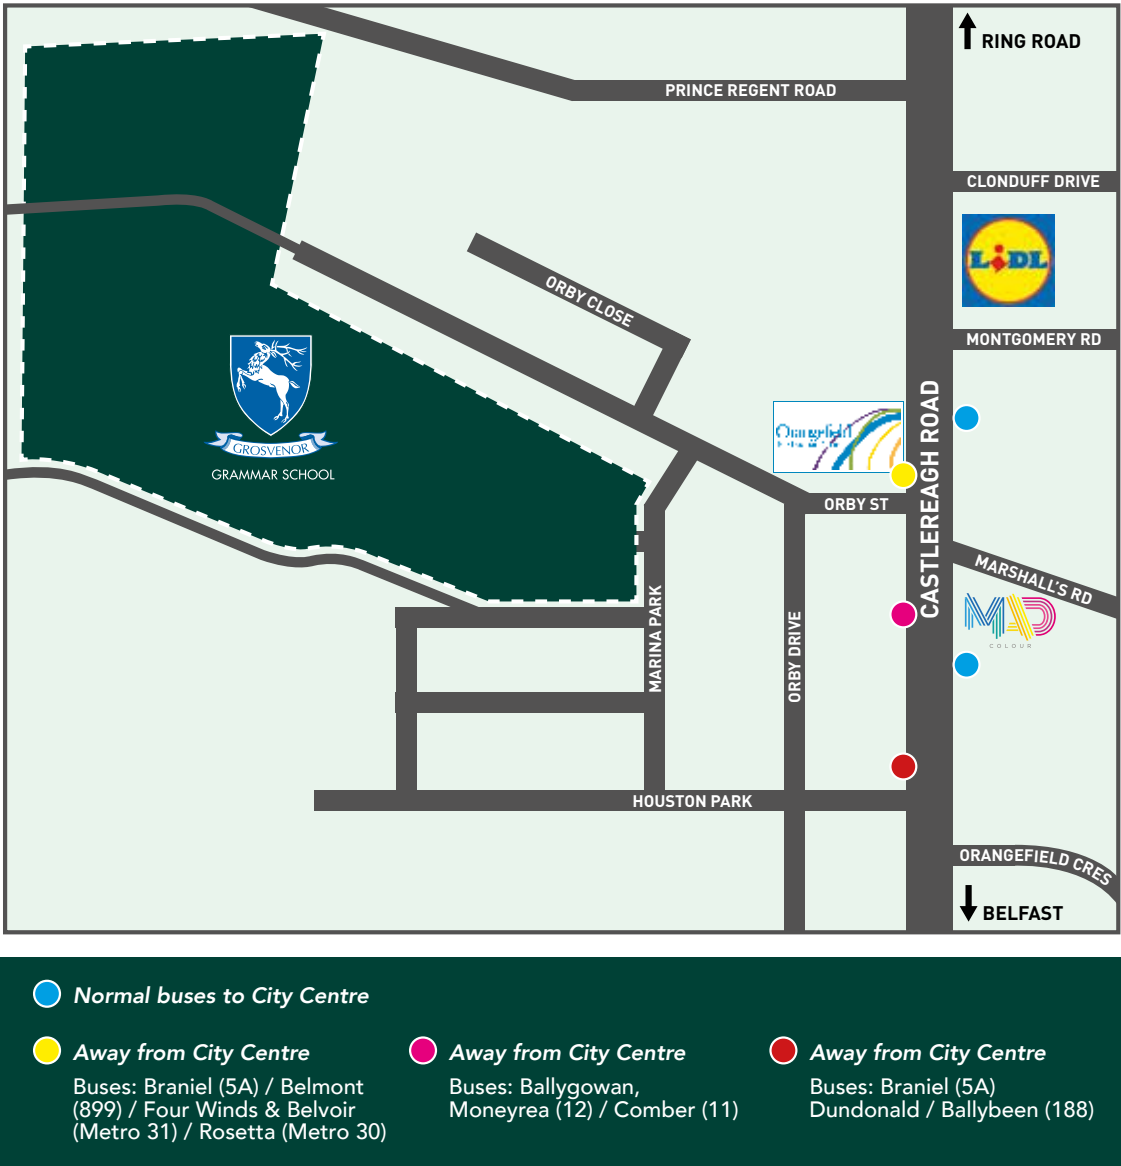 RING ROAD
PRINCE REGENT ROAD
CLONDUFF DRIVE
LIDL
MONTGOMERY RD
ORBY CLOSE
Orangefield
CASTLEREAGH ROAD
GROSVENOR
GRAMMAR SCHOOL
ORBY ST
MARSHALL'S RD
MAD
COLOUR
MARINA PARK
ORBY DRIVE
HOUSTON PARK
ORANGEFIELD CRES
BELFAST
Normal buses to City Centre
Away from City Centre
Buses: Braniel (5A) / Belmont
(899) / Four Winds & Belvoir
(Metro 31) / Rosetta (Metro 30)
Away from City Centre
Buses: Ballygowan,
Moneyrea (12) / Comber (11)
Away from City Centre
Buses: Braniel (5A)
Dundonald / Ballybeen (188)